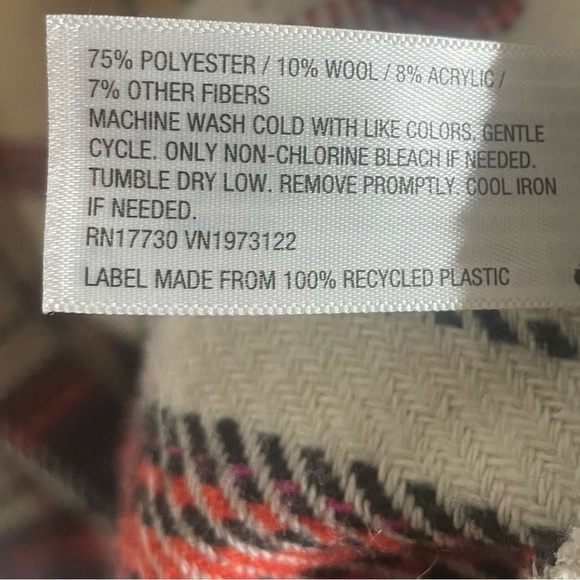 75% POLYESTER / 10% WOOL / 8% ACRYLIC /
7% OTHER FIBERS
MACHINE WASH COLD WITH LIKE COLORS. GENTLE
CYCLE. ONLY NON-CHLORINE BLEACH IF NEEDED.
TUMBLE DRY LOW. REMOVE PROMPTLY. COOL IRON
IF NEEDED.
RN17730 VN1973122
LABEL MADE FROM 100% RECYCLED PLASTIC